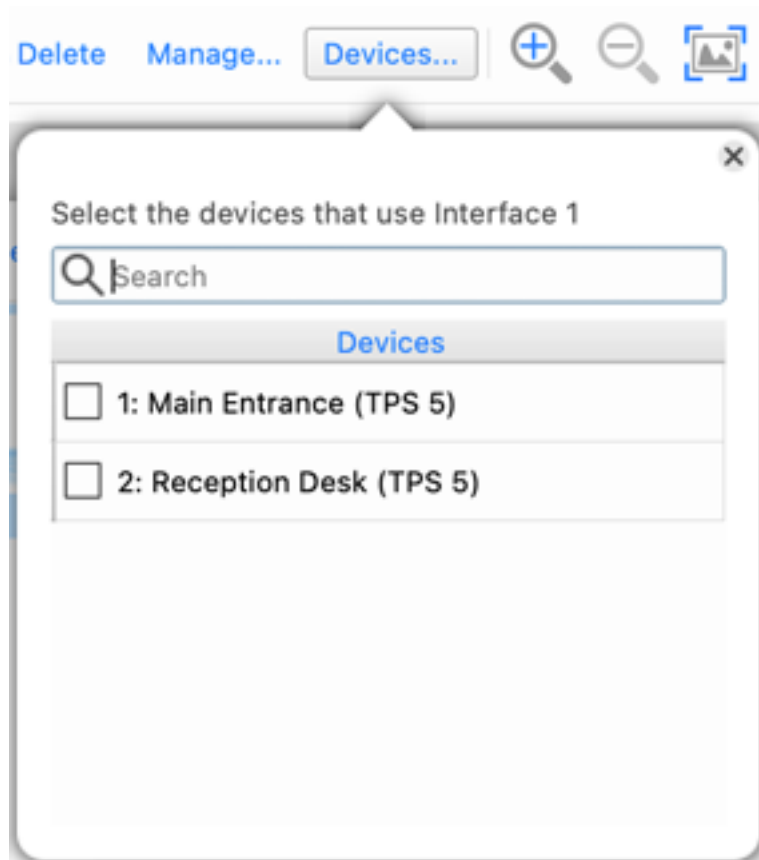 Delete Manage... Devices...
Select the devices that use Interface 1
Search
Devices
1: Main Entrance (TPS 5)
2: Reception Desk (TPS 5)